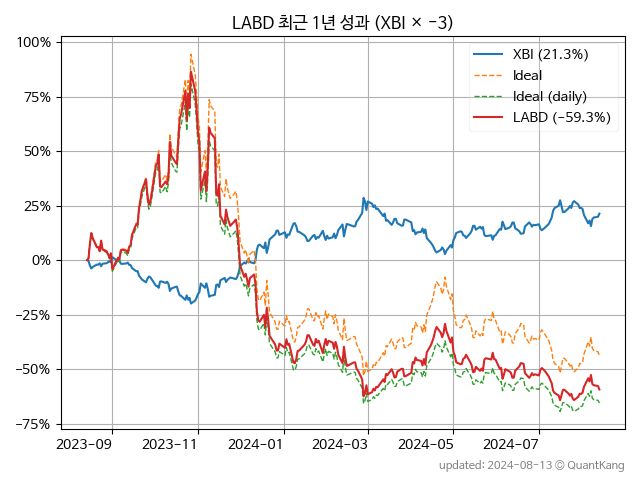 LABD 최근 1년 성과 (XBI × −3)
100%
75%
50%
25%
0%
−25%
−50%
−75%
XBI (21.3%)
Ideal
Ideal (daily)
LABD (−59.3%)
2023−09
2023−11
2024−01
2024−03
2024−05
2024−07
updated: 2024−08−13 © QuantKang